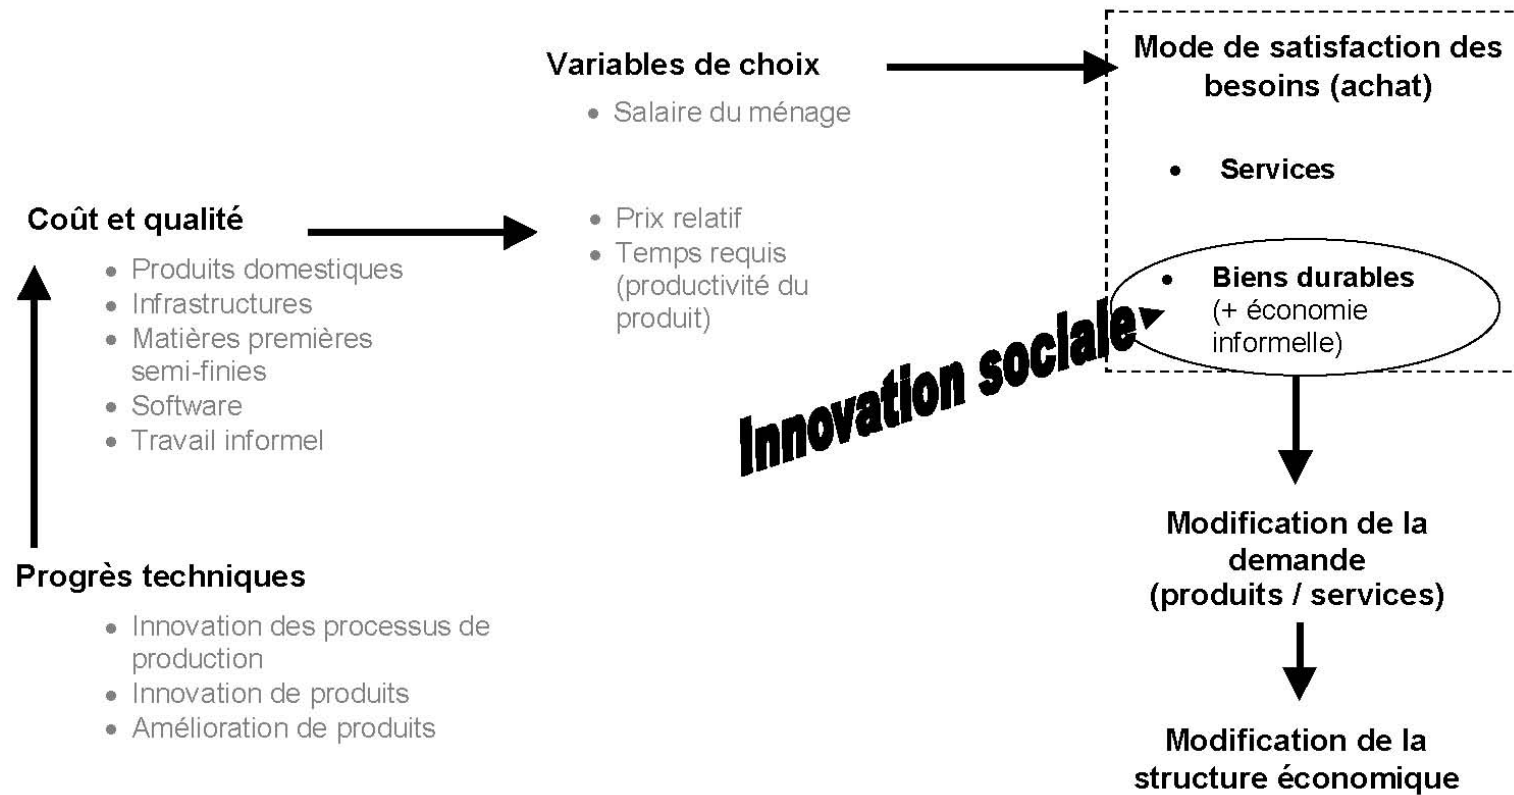 Variables de choix
• Salaire du ménage
• Prix relatif
• Temps requis
(productivité du
produit)
Mode de satisfaction des
besoins (achat)
• Services
• Biens durables
(+ économie
informelle)
Coût et qualité
• Produits domestiques
• Infrastructures
• Matières premières
semi-finies
• Software
• Travail informel
Innovation sociale
Progrès techniques
• Innovation des processus de
production
• Innovation de produits
• Amélioration de produits
Modification de la
demande
(produits / services)
Modification de la
structure économique